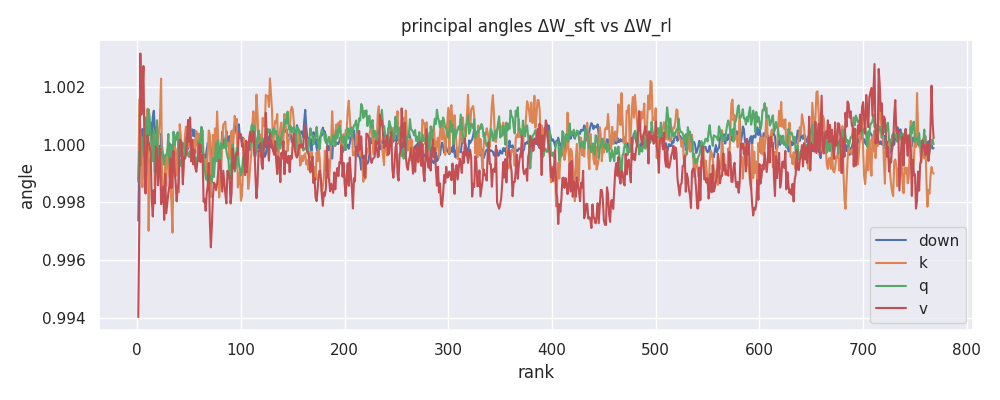 principal angles ΔW_sft vs ΔW_rl
1.002
1.000
0.998
0.996
0.994
angle
0 100 200 300 400 500 600 700 800
rank
down
k
q
v